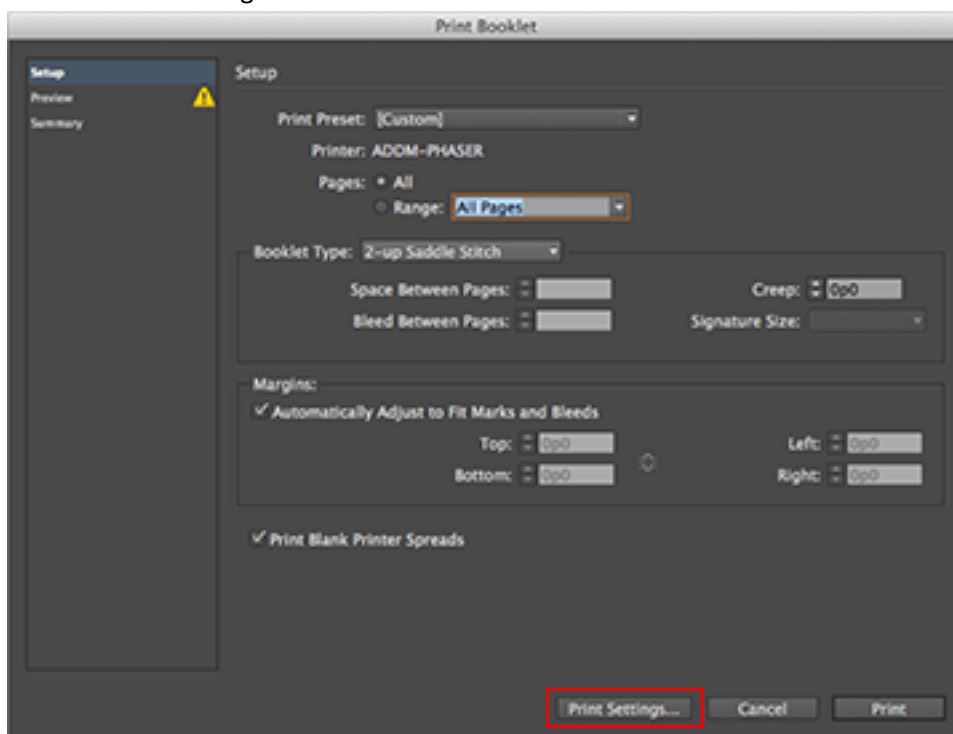 Print Booklet
Setup
Preview
Summary
Setup
Print Preset: [Custom]
Printer: ADDM-PHASER
Pages: All
Range: All Pages
Booklet Type: 2-up Saddle Stitch
Space Between Pages: Creep: 0p0
Bleed Between Pages: Signature Size:
Margins:
Automatically Adjust to Fit Marks and Bleeds
Top: 0p0 Left: 0p0
Bottom: 0p0 Right: 0p0
Print Blank Printer Spreads
Print Settings... Cancel Print